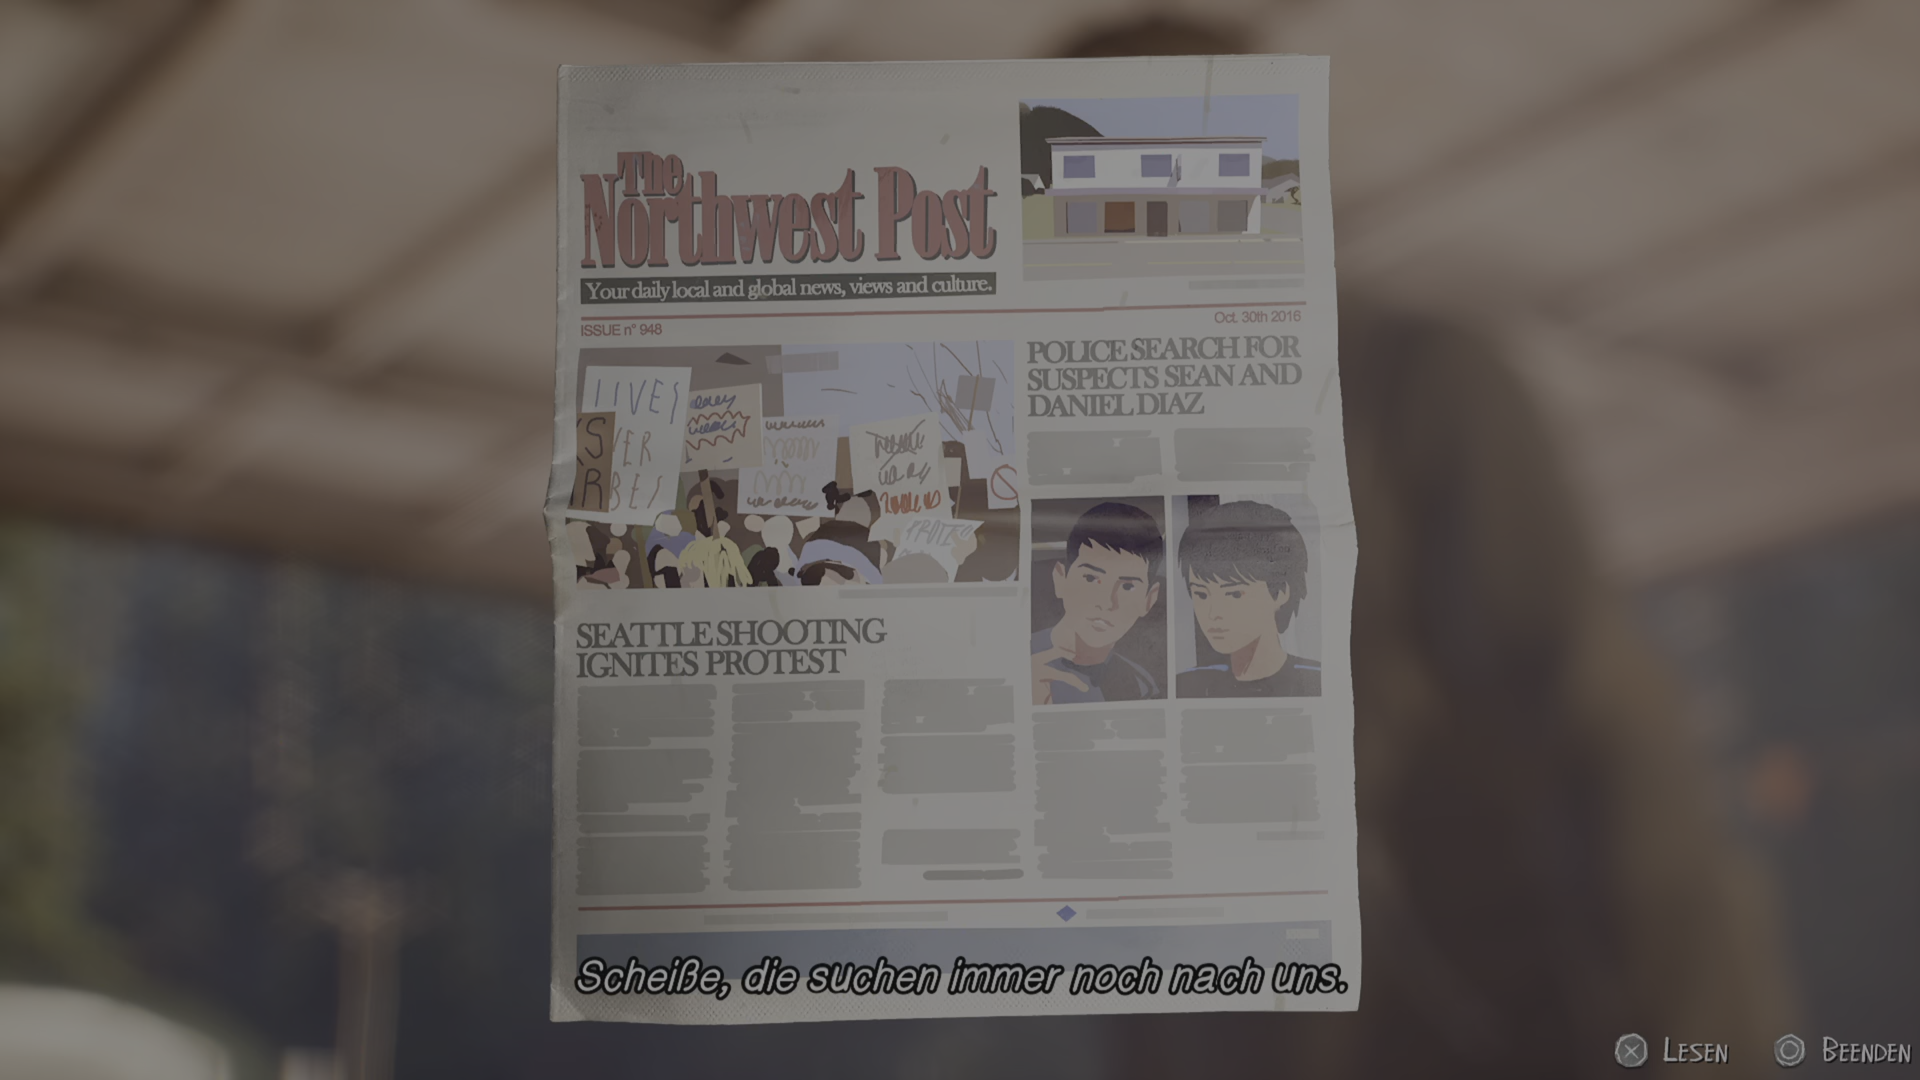 The
Northwest Post
Your daily local and global news, views and culture.
ISSUE n° 948
Oct. 30th 2016
LIVES
POLICE SEARCH FOR
SUSPECTS SEAN AND
DANIEL DIAZ
SEATTLE SHOOTING
IGNITES PROTEST
Scheiße, die suchen immer noch nach uns.
LESEN
BEENDEN